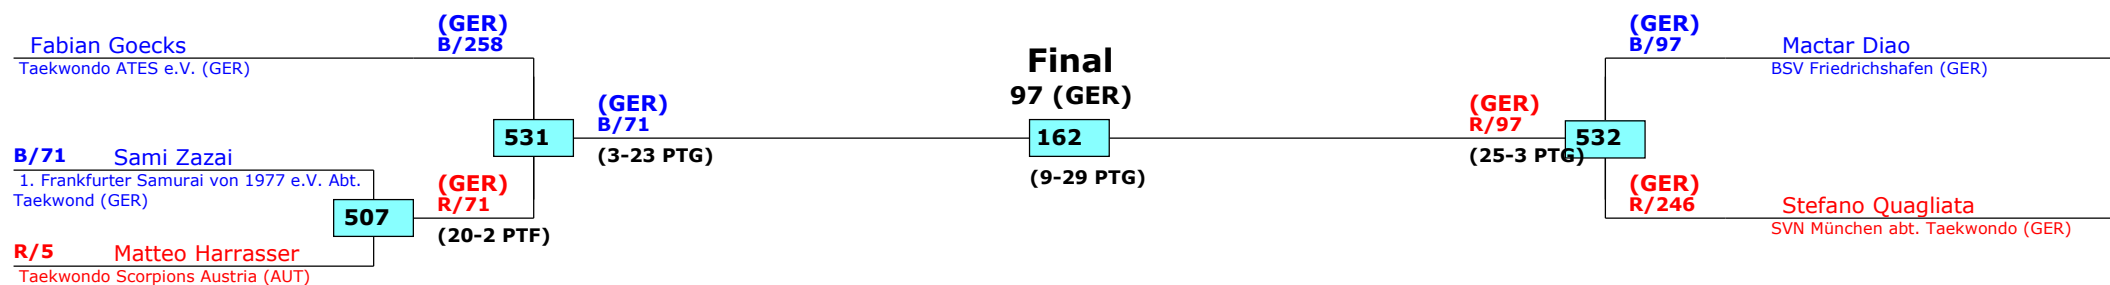 (GER)
B/258
Fabian Goecks
Taekwondo ATES e.V. (GER)
B/71
Sami Zazai
1. Frankfurter Samurai von 1977 e.V. Abt.
Taekwond (GER)
R/5
Matteo Harrasser
Taekwondo Scorpions Austria (AUT)
507
(GER)
R/71
(20-2 PTF)
531
(GER)
B/71
(3-23 PTG)
Final
97 (GER)
162
(9-29 PTG)
(GER)
R/97
(25-3 PTG)
532
(GER)
B/97
Mactar Diao
BSV Friedrichshafen (GER)
(GER)
R/246
Stefano Quagliata
SVN München abt. Taekwondo (GER)